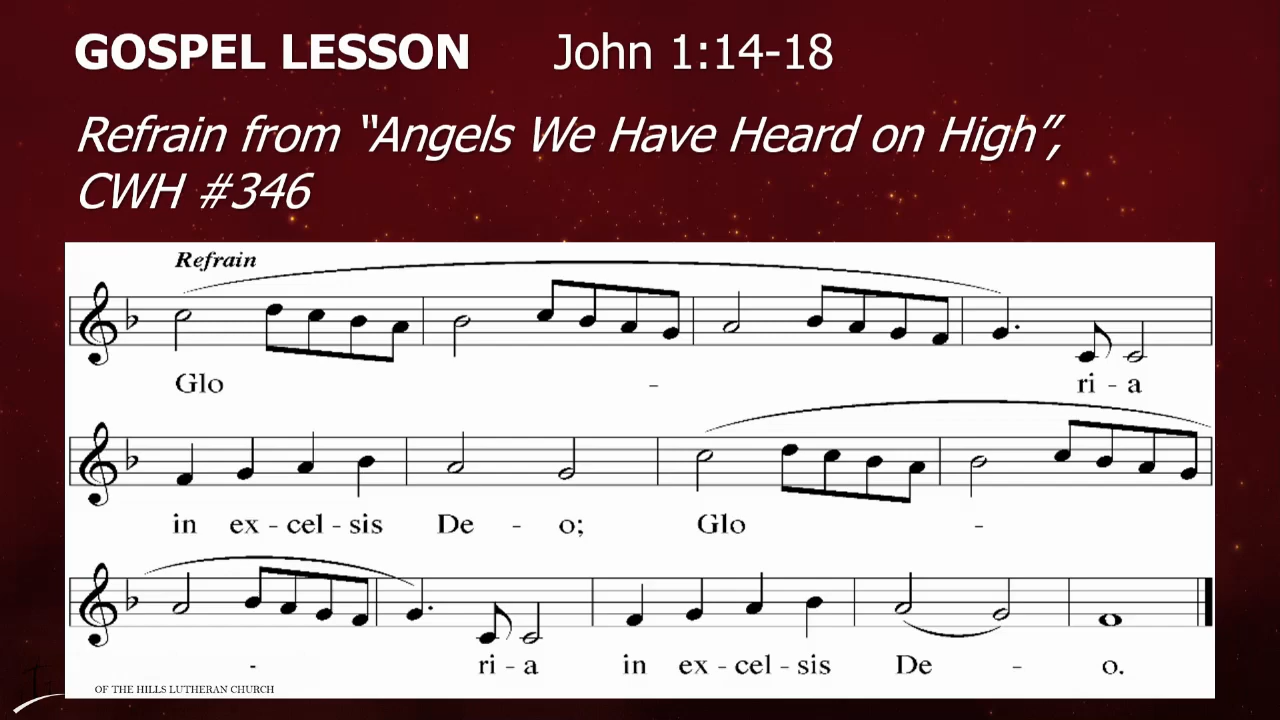 GOSPEL LESSON John 1:14-18
Refrain from “Angels We Have Heard on High”,
CWH #346
Refrain
Glo - ri - a
in ex - cel - sis De - o; Glo -
- ri - a in ex - cel - sis De - o.
OF THE HILLS LUTHERAN CHURCH